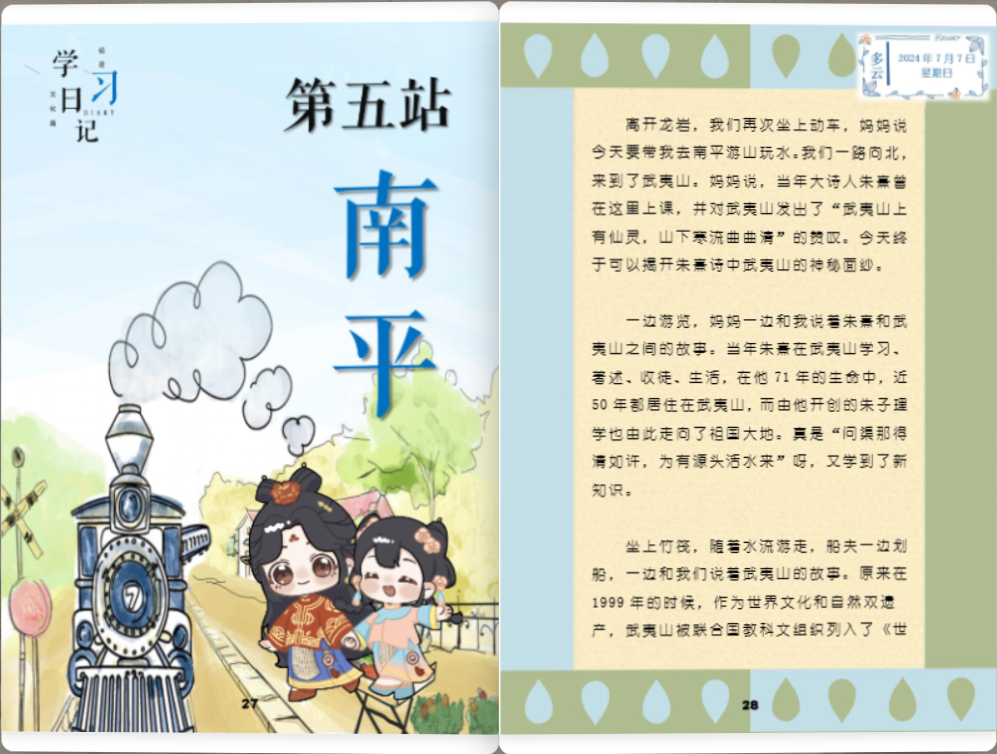 学习日记
福建
文化篇
DIARY
第五站
南平
27
多云
2024年7月7日
星期日
离开龙岩，我们再次坐上动车，妈妈说
今天要带我去南平游山玩水。我们一路向北，
来到了武夷山。妈妈说，当年大诗人朱熹曾
在这里上课，并对武夷山发出了“武夷山上
有仙灵，山下寒流曲曲清”的赞叹。今天终
于可以揭开朱熹诗中武夷山的神秘面纱。
一边游览，妈妈一边和我说着朱熹和武
夷山之间的故事。当年朱熹在武夷山学习、
著述、收徒、生活，在他71年的生命中，近
50年都居住在武夷山，而由他开创的朱子理
学也由此走向了祖国大地。真是“问渠那得
清如许，为有源头活水来”呀，又学到了新
知识。
坐上竹筏，随着水流游走，船夫一边划
船，一边和我们说着武夷山的故事。原来在
1999年的时候，作为世界文化和自然双遗
产，武夷山被联合国教科文组织列入了《世
28